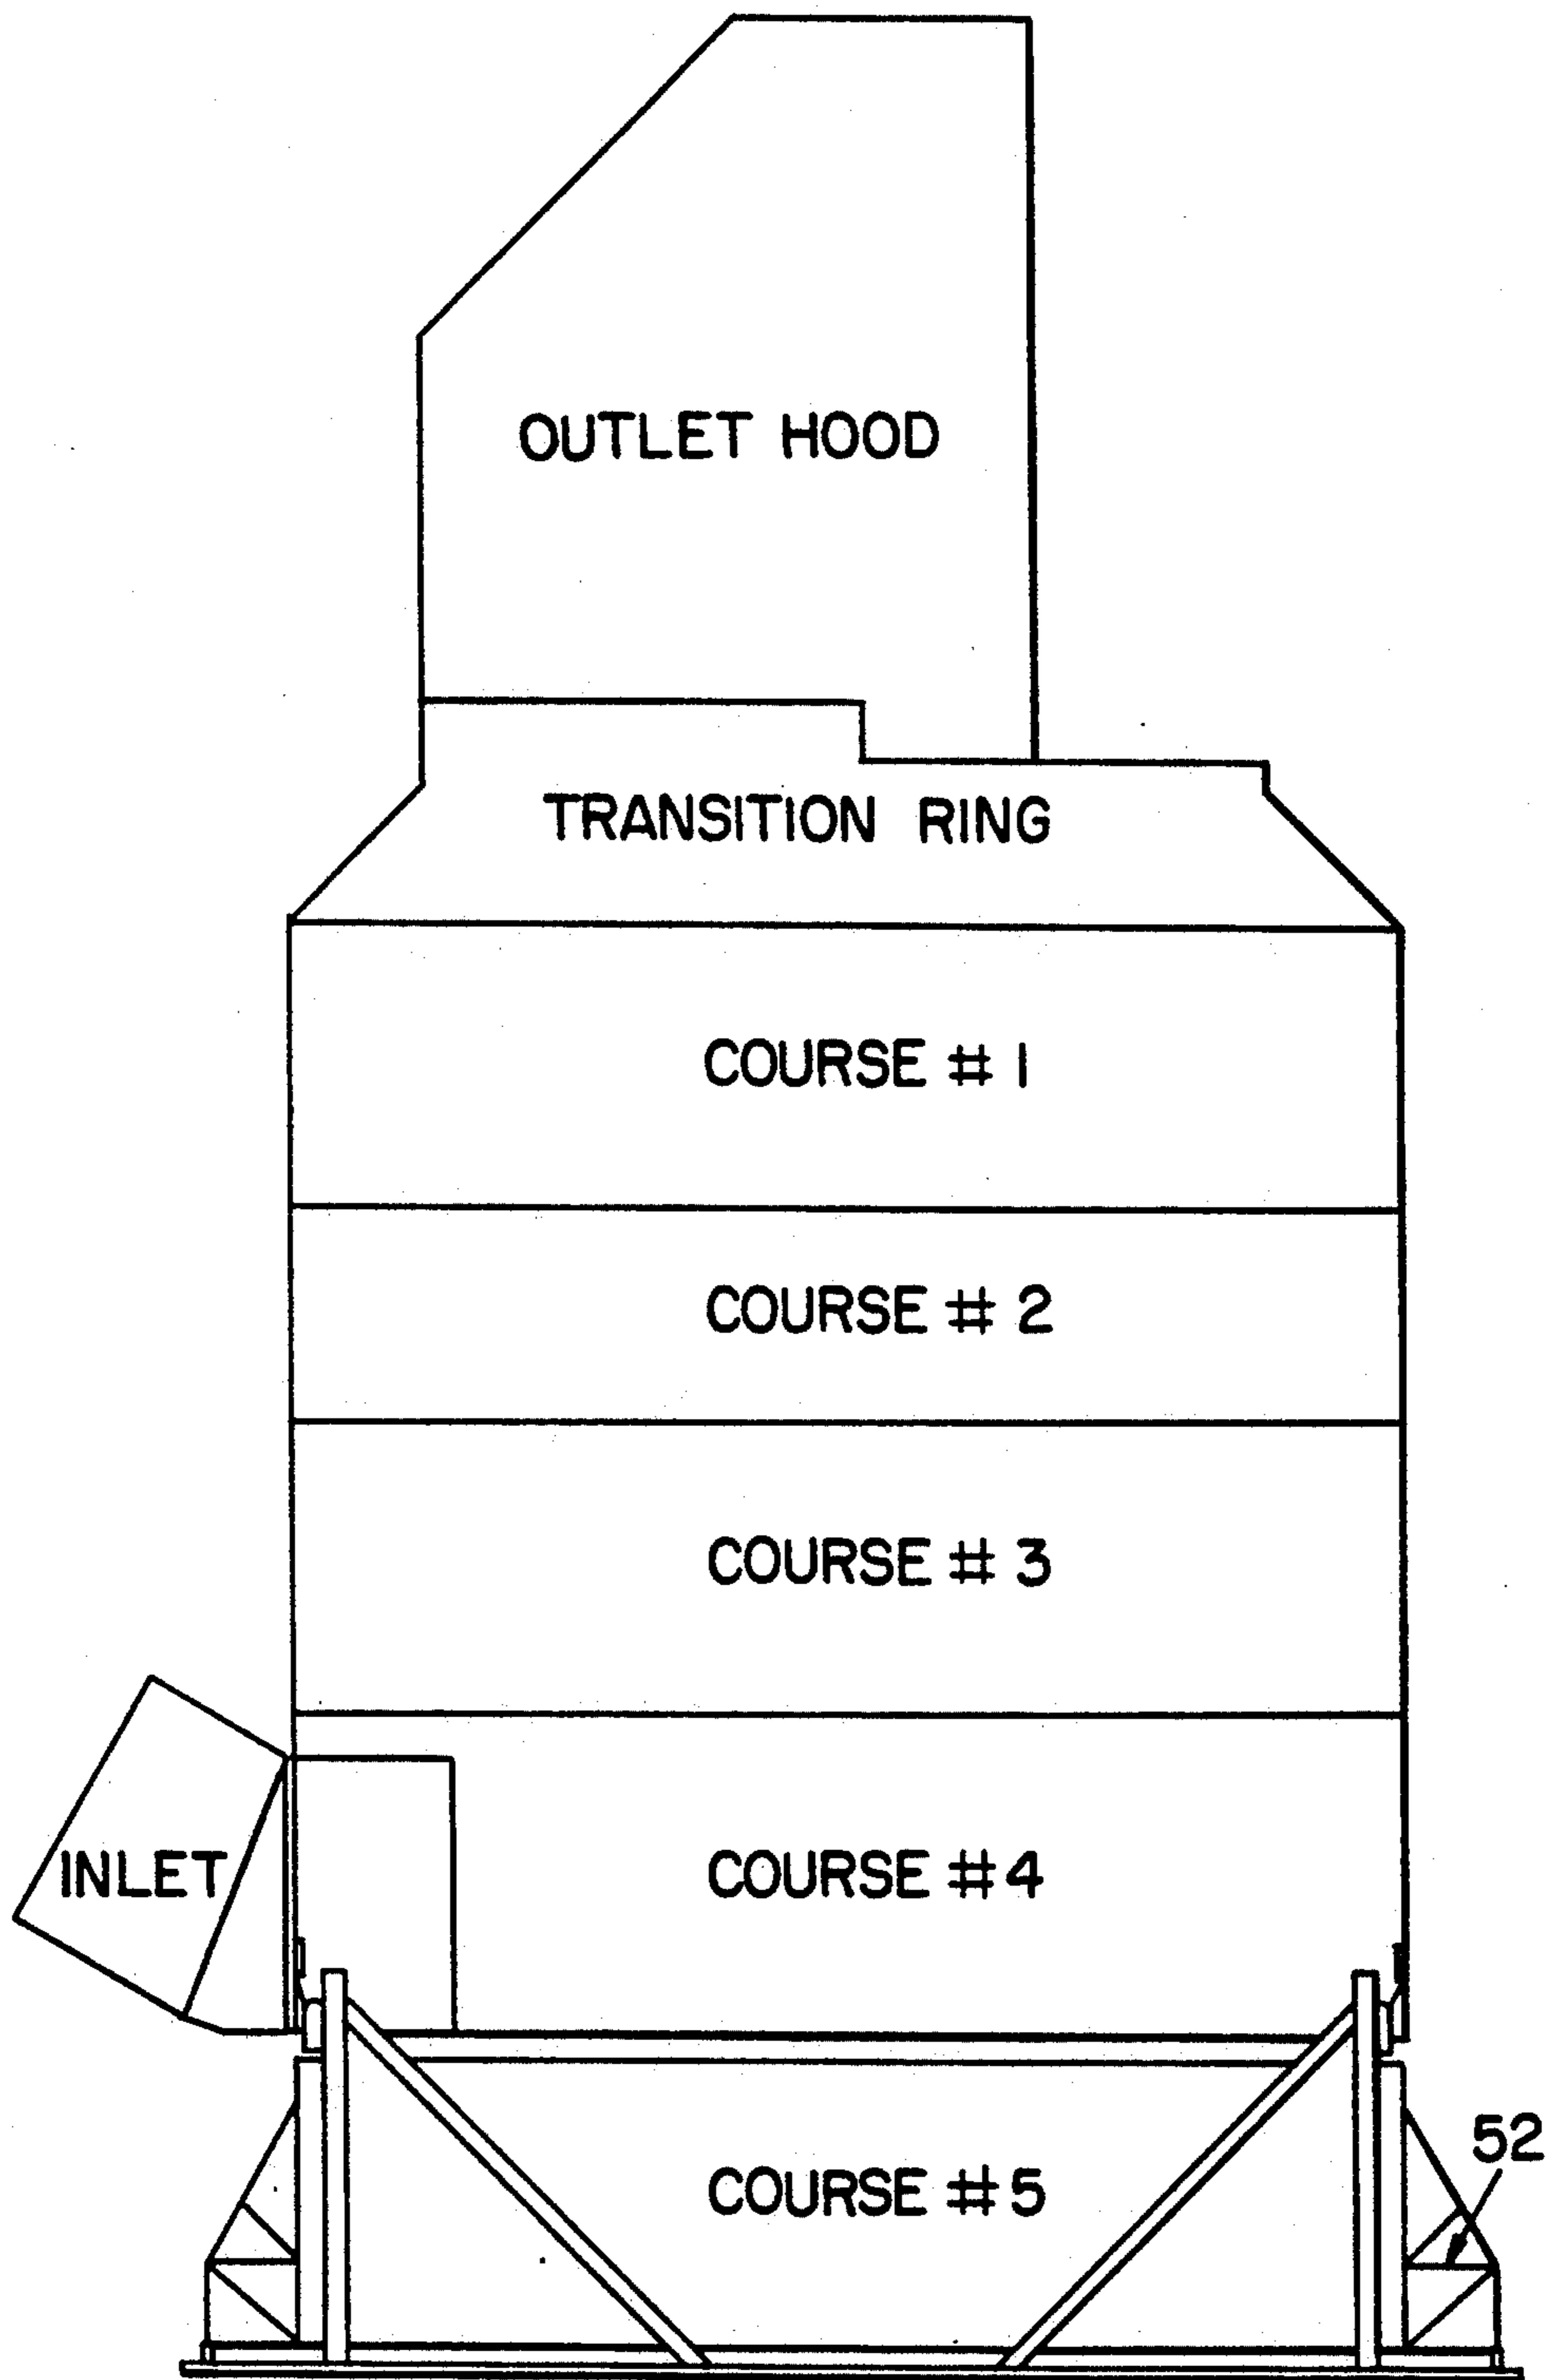 OUTLET HOOD
TRANSITION RING
COURSE # 1
COURSE # 2
COURSE # 3
INLET
COURSE #4
52
COURSE #5